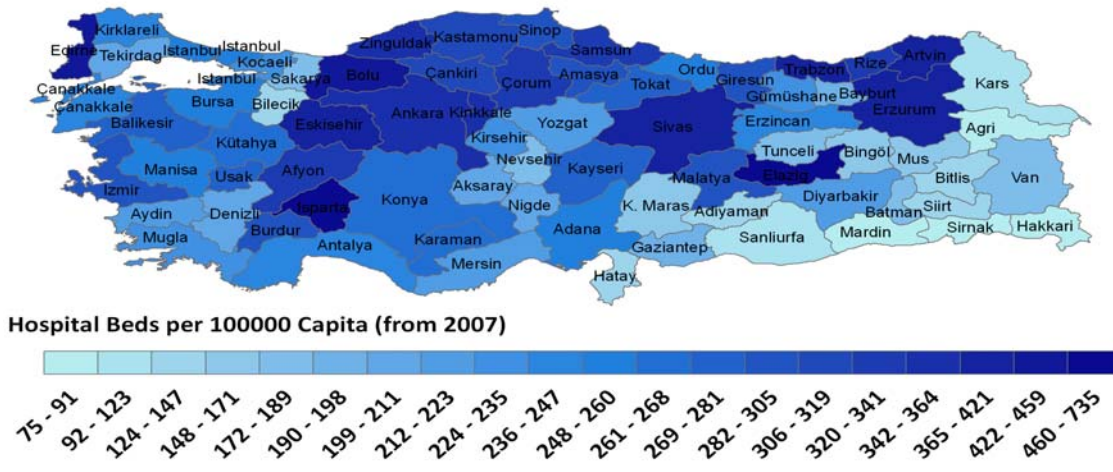 Kirklareli
Edirne
Tekirdag
Istanbul
Istanbul
Kocaeli
Istanbul
Sakarya
Zinguldak
Kastamonu
Sinop
Samsun
Bolu
Çankiri
Çorum
Amasya
Ordu
Giresun
Trabzon
Rize
Artvin
Kars
Çanakkale
Çanakkale
Bursa
Bilecik
Balikesir
Eskisehir
Ankara
Kinkkale
Tokat
Gümüshane
Bayburt
Erzurum
Kütahya
Kirsehir
Yozgat
Sivas
Erzincan
Agri
Manisa
Usak
Afyon
Nevsehir
Kayseri
Tunceli
Bingöl
Mus
Izmir
Isparta
Konya
Aksaray
Malatya
Elazig
Bitlis
Van
Aydin
Denizli
Burdur
Nigde
K. Maras
Adiyaman
Diyarbakir
Batman
Siirt
Mugla
Antalya
Karaman
Mersin
Adana
Gaziantep
Sanliurfa
Mardin
Sirnak
Hakkari
Hatay
Hospital Beds per 100000 Capita (from 2007)
75 - 91
92 - 123
124 - 147
148 - 171
172 - 189
190 - 198
199 - 211
212 - 223
224 - 235
236 - 247
248 - 260
261 - 268
269 - 281
282 - 305
306 - 319
320 - 341
342 - 364
365 - 421
422 - 459
460 - 735